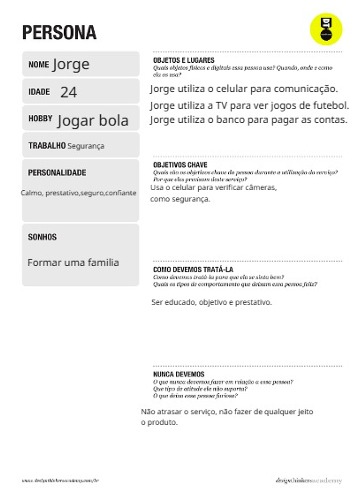 PERSONA
NOME Jorge
IDADE 24
HOBBY Jogar bola
TRABALHO Segurança
PERSONALIDADE
Calmo, prestativo,seguro,confiante
SONHOS
Formar uma familia
OBJETOS E LUGARES
Quais objetos físicos e digitais essa pessoa usa? Quando, onde e como
ela os usa?
Jorge utiliza o celular para comunicação.
Jorge utiliza a TV para ver jogos de futebol.
Jorge utiliza o banco para pagar as contas.
OBJETIVOS CHAVE
Quais são os objetivos chave da pessoa durante a utilização do serviço?
Por que eles precisam deste serviço?
Usa o celular para verificar câmeras,
como segurança.
COMO DEVEMOS TRATÁ-LA
Como devemos tratá-la para que ela se sinta bem?
Quais os tipos de comportamento que deixam essa pessoa feliz?
Ser educado, objetivo e prestativo.
NUNCA DEVEMOS
O que nunca devemos fazer em relação a essa pessoa?
Que tipo de atitude ele não suporta?
O que deixa essa pessoa furiosa?
Não atrasar o serviço, não fazer de qualquer jeito
o produto.
www.designthinkersacademy.com/br
designthinkersacademy